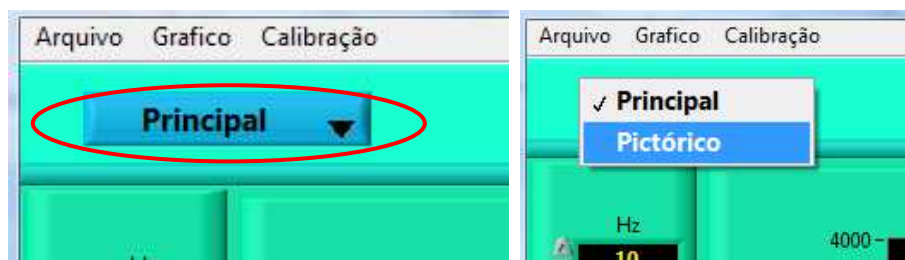 Arquivo Grafico Calibração
Principal
Arquivo Grafico Calibração
✓ Principal
Pictórico
Hz
10
4000